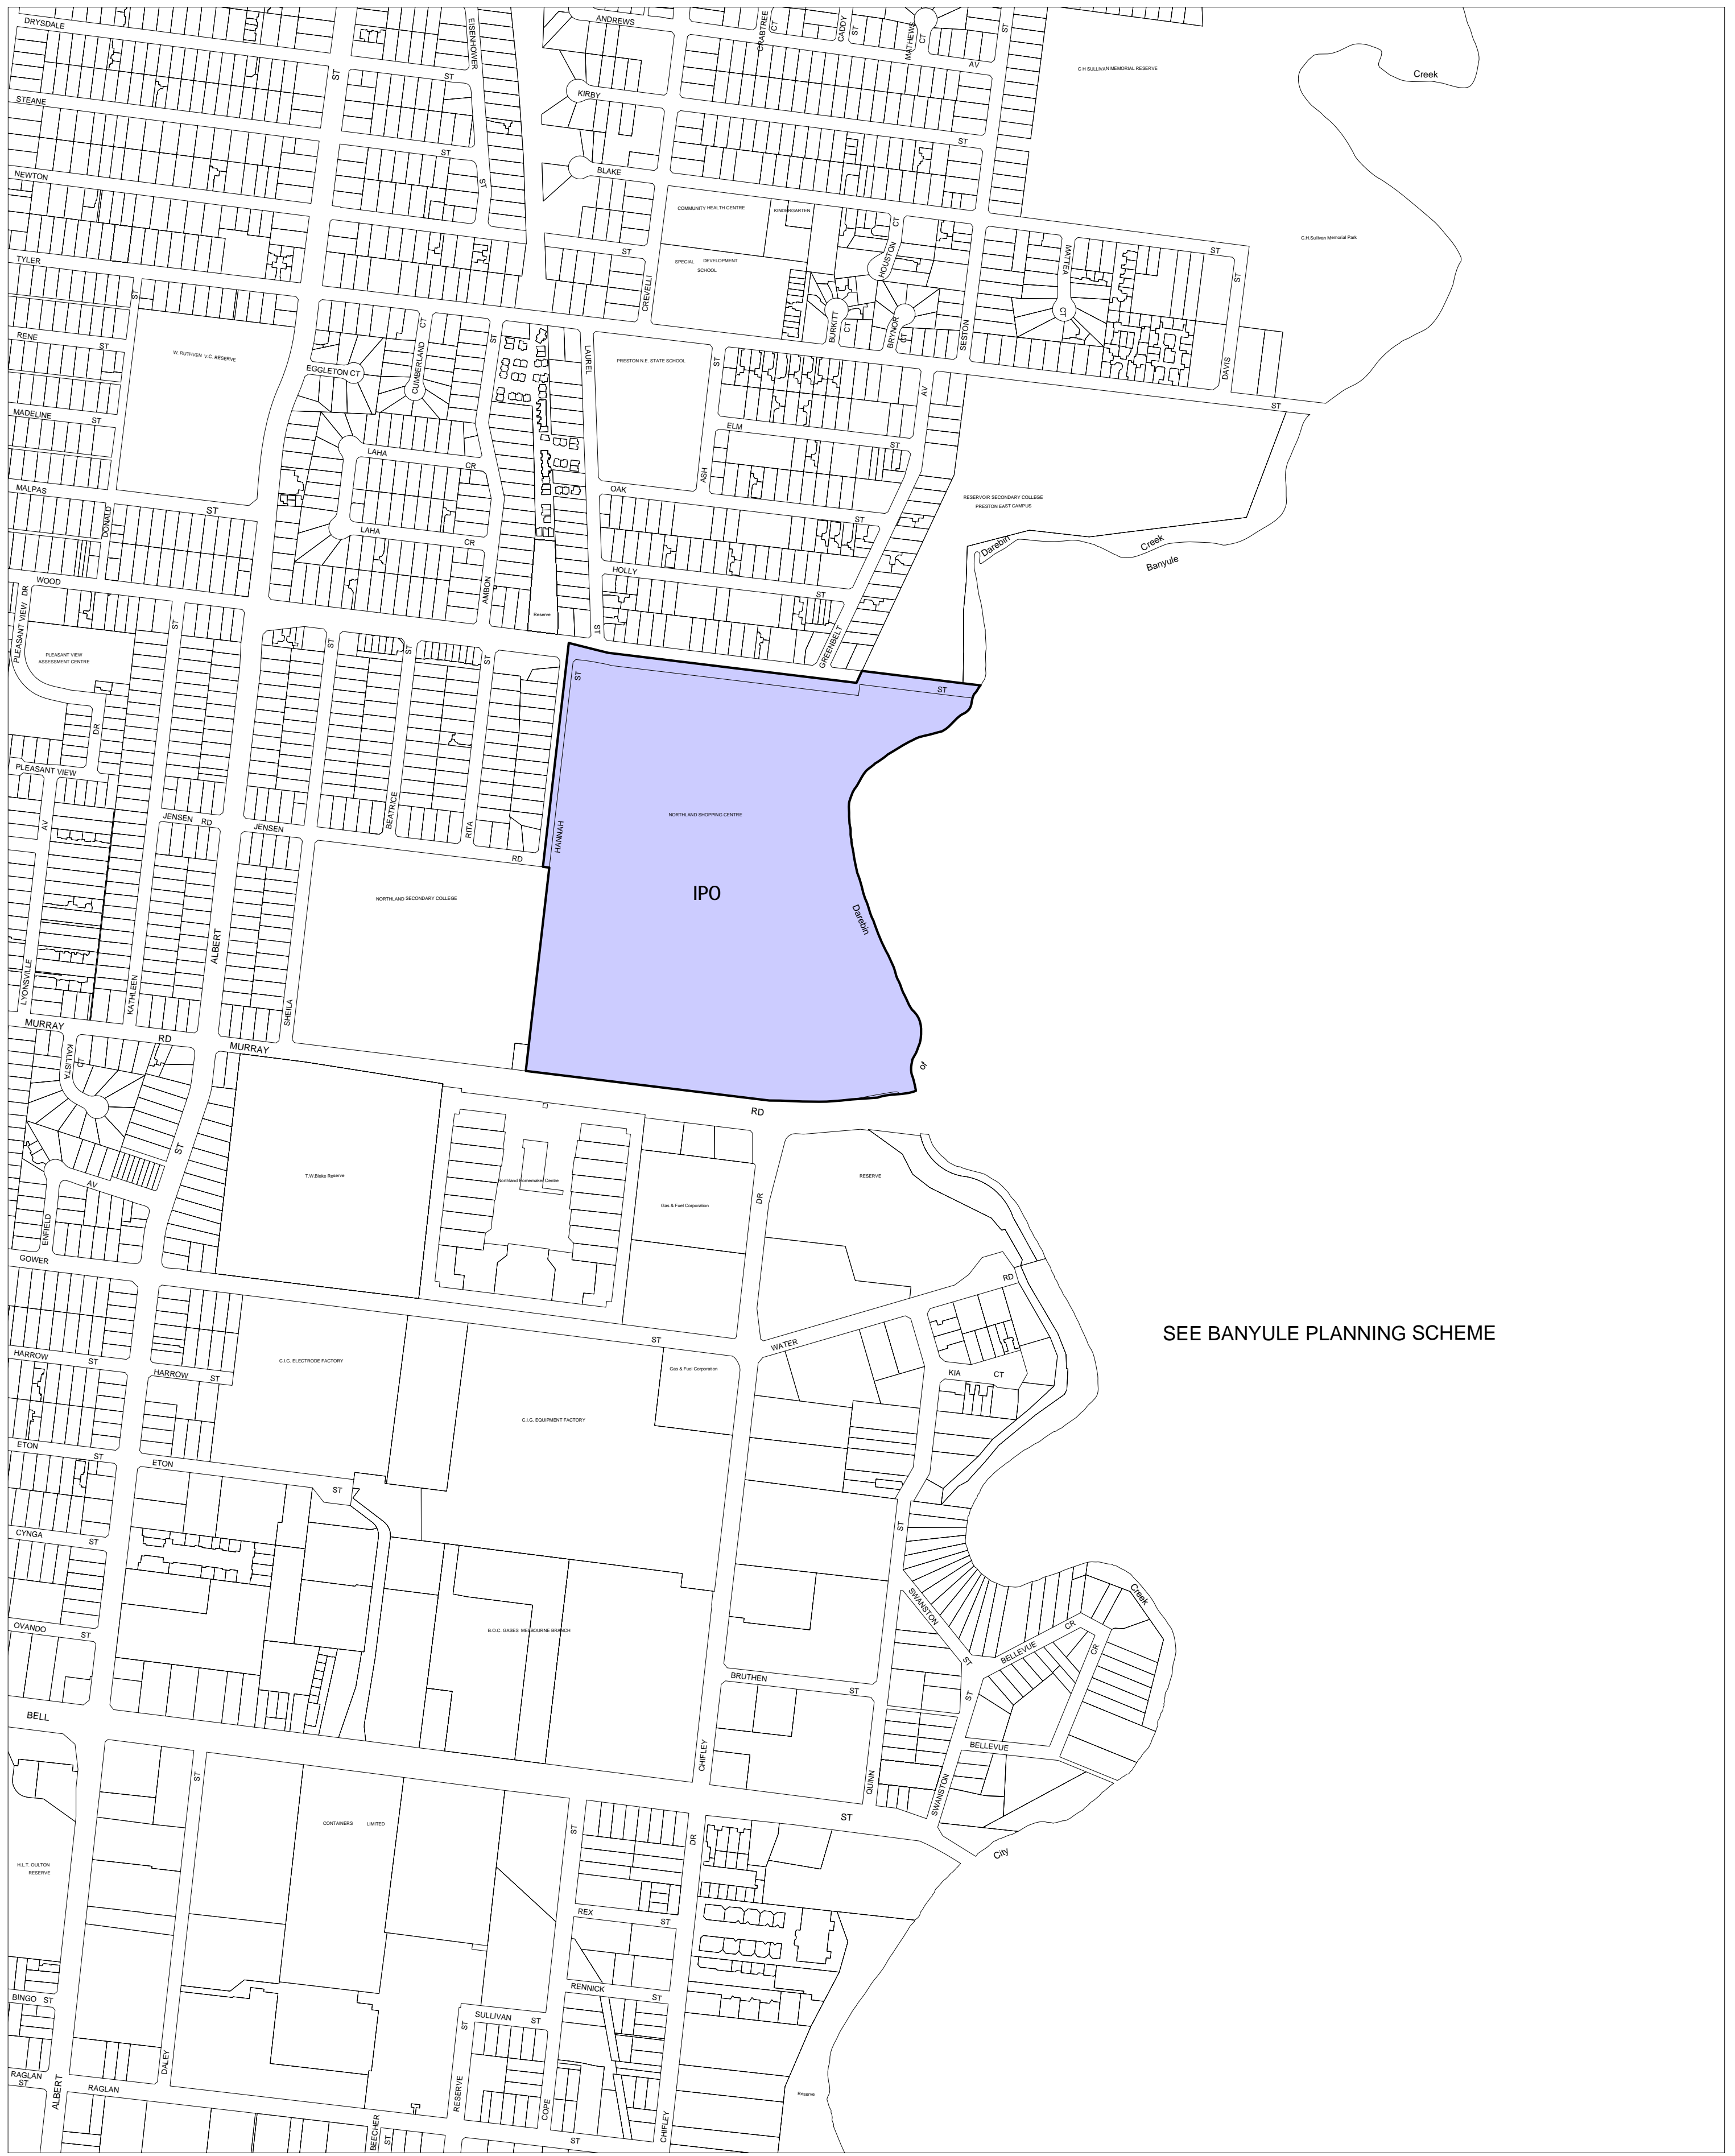 DRYSDALE
EISENHOWER
ANDREWS
CRABTREE
CT
CADDY
ST
MATHEWS
CT
ST
AV
C.H SULLIVAN MEMORIAL RESERVE
Creek
ST
ST
STEANE
KIRBY
ST
ST
NEWTON
ST
BLAKE
COMMUNITY HEALTH CENTRE
KINDERGARTEN
CT
HOUSTON
MATTEA
CT
ST
ST
C.H.Sullivan Memorial Park
TYLER
ST
ST
CREVELLI
SPECIAL DEVELOPMENT
SCHOOL
BURKITT
CT
BRYNOR
CT
SESTON
RENE
ST
W. RUTHVEN V.C. RESERVE
EGGLETON CT
CUMBERLAND
CT
ST
LAUREL
PRESTON N.E. STATE SCHOOL
ST
DAVIS
ST
AV
MADELINE
ST
LAHA
CR
ELM
ST
ASH
MALPAS
DONALD
ST
OAK
ST
RESERVOIR SECONDARY COLLEGE
PRESTON EAST CAMPUS
LAHA
CR
Darebin
Creek
Banyule
WOOD
DR
PLEASANT VIEW
AMBON
HOLLY
ST
Reserve
ST
GREENBELT
PLEASANT VIEW
ASSESSMENT CENTRE
ST
ST
ST
ST
ST
ST
DR
PLEASANT VIEW
AV
JENSEN RD
JENSEN
BEATRICE
RITA
RD
HANNAH
NORTHLAND SHOPPING CENTRE
IPO
NORTHLAND SECONDARY COLLEGE
Darebin
LYONSVILLE
KATHLEEN
ALBERT
SHEILA
MURRAY
RD
MURRAY
of
RD
KALLISTA
CT
ST
AV
ENFIELD
T.W.Blake Reserve
Northland Homemaker Centre
Gas & Fuel Corporation
DR
RESERVE
GOWER
RD
SEE BANYULE PLANNING SCHEME
HARROW
ST
HARROW
ST
C.I.G. ELECTRODE FACTORY
ST
Gas & Fuel Corporation
WATER
KIA
CT
C.I.G. EQUIPMENT FACTORY
ETON
ST
ETON
ST
CYNGA
ST
ST
SWANSTON
ST
Creek
OVANDO
ST
B.O.C. GASES. MELBOURNE BRANCH
BELLEVUE
CR
CR
BRUTHEN
ST
ST
BELL
BELLEVUE
CHIFLEY
QUINN
SWANSTON
ST
ST
CONTAINERS LIMITED
ST
DR
H.L.T. OULTON
RESERVE
City
REX
ST
RENNICK
ST
BINGO ST
SULLIVAN
ST
ST
RAGLAN
ST
ALBERT
RAGLAN
DALEY
BEECHER
ST
RESERVE
COPE
ST
CHIFLEY
Reserve